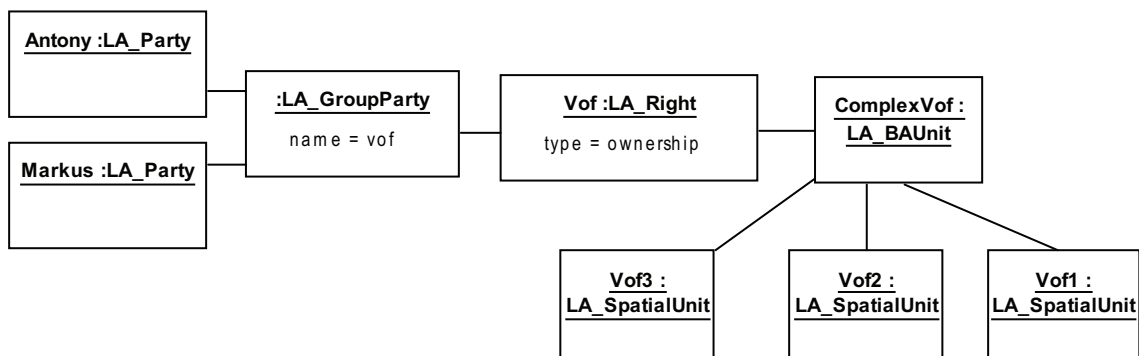 Antony :LA_Party
:LA_GroupParty
name = vof
Vof :LA_Right
type = ownership
ComplexVof :
LA_BAUnit
Markus :LA_Party
Vof3 :
LA_SpatialUnit
Vof2 :
LA_SpatialUnit
Vof1 :
LA_SpatialUnit